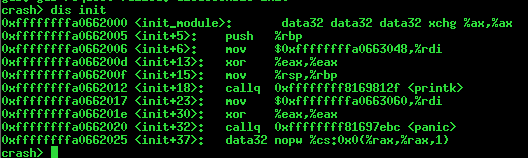 crash> dis init
0xffffffffa0662000 <init_module>: data32 data32 data32 xchg %ax,%ax
0xffffffffa0662005 <init+5>: push %rbp
0xffffffffa0662006 <init+6>: mov $0xffffffffa0663048,%rdi
0xffffffffa066200d <init+13>: xor %eax,%eax
0xffffffffa066200f <init+15>: mov %rsp,%rbp
0xffffffffa0662012 <init+18>: callq 0xffffffff8169812f <printk>
0xffffffffa0662017 <init+23>: mov $0xffffffffa0663060,%rdi
0xffffffffa066201e <init+30>: xor %eax,%eax
0xffffffffa0662020 <init+32>: callq 0xffffffff81697ebc <panic>
0xffffffffa0662025 <init+37>: data32 nopw %cs:0x0(%rax,%rax,1)
crash>